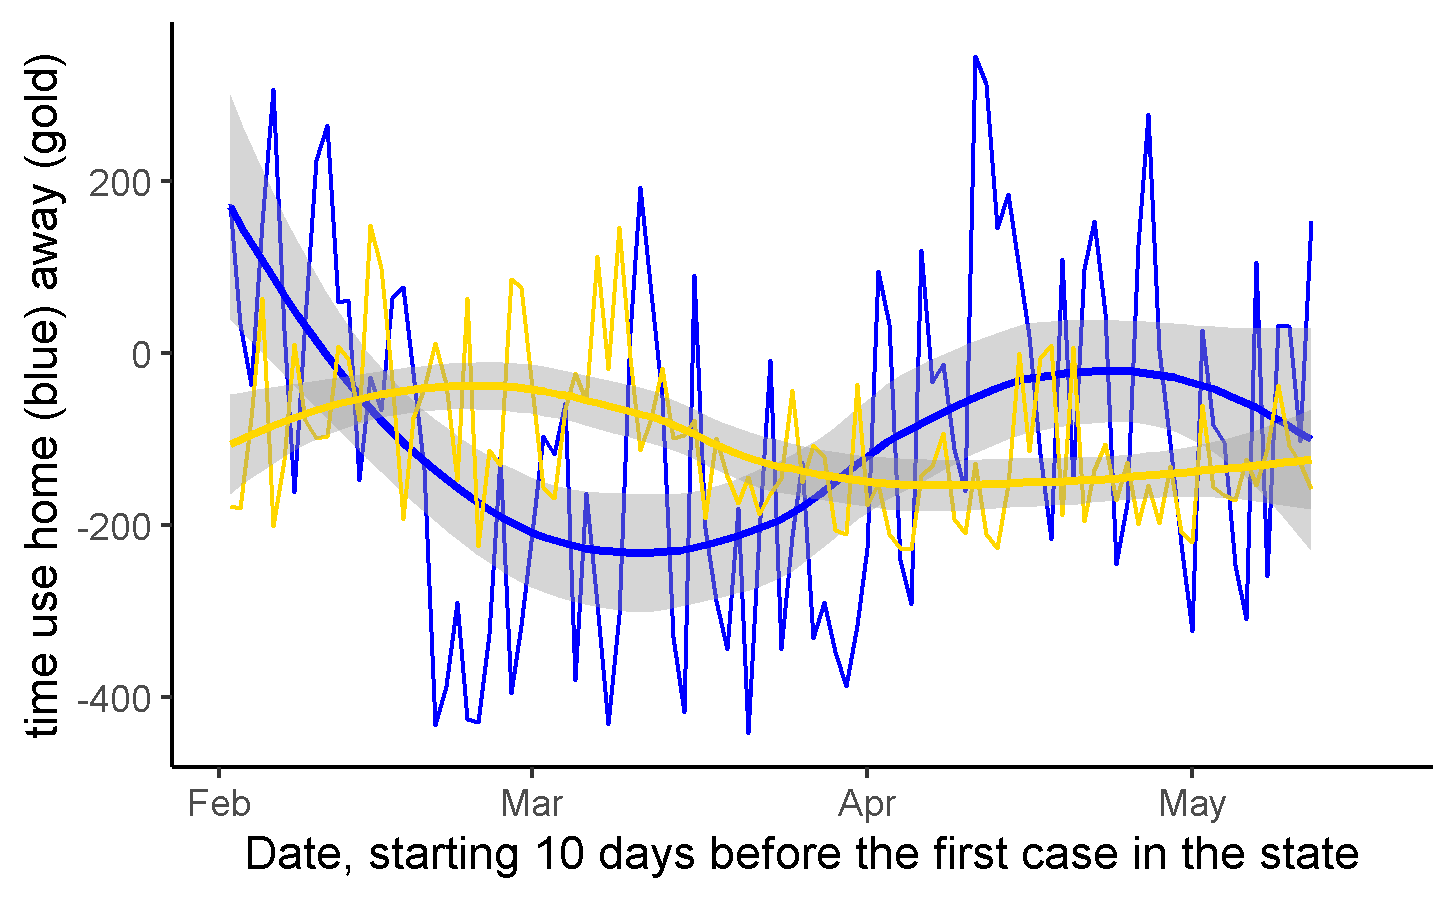 time use home (blue) away (gold)
200
0
-200
-400
Feb Mar Apr May
Date, starting 10 days before the first case in the state